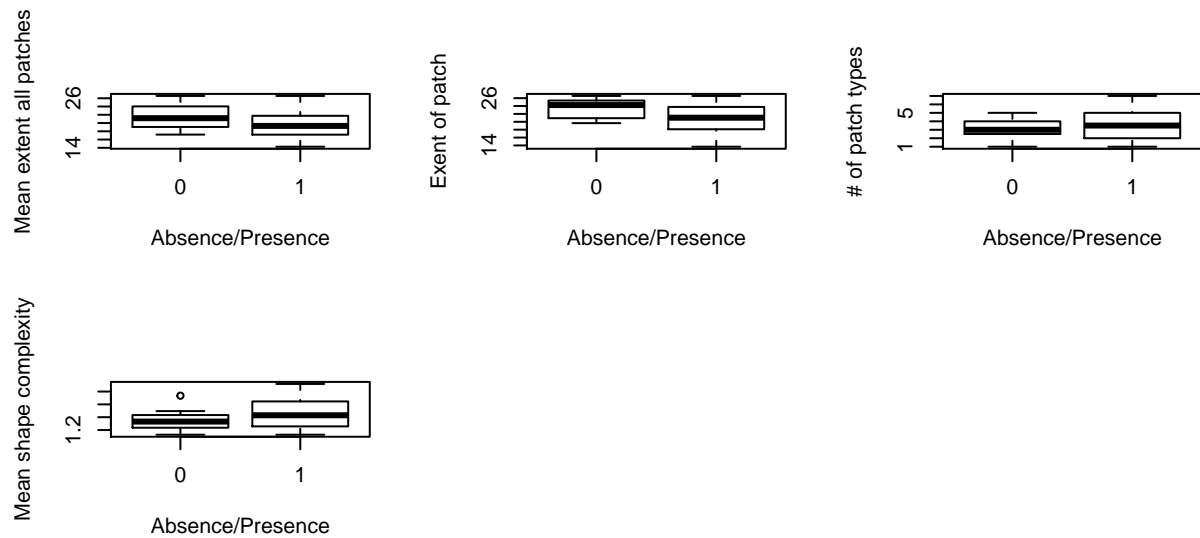 Mean extent all patches
26
14
0 1
Absence/Presence
Exent of patch
26
14
0 1
Absence/Presence
# of patch types
5
1
0 1
Absence/Presence
Mean shape complexity
1.2
0 1
Absence/Presence